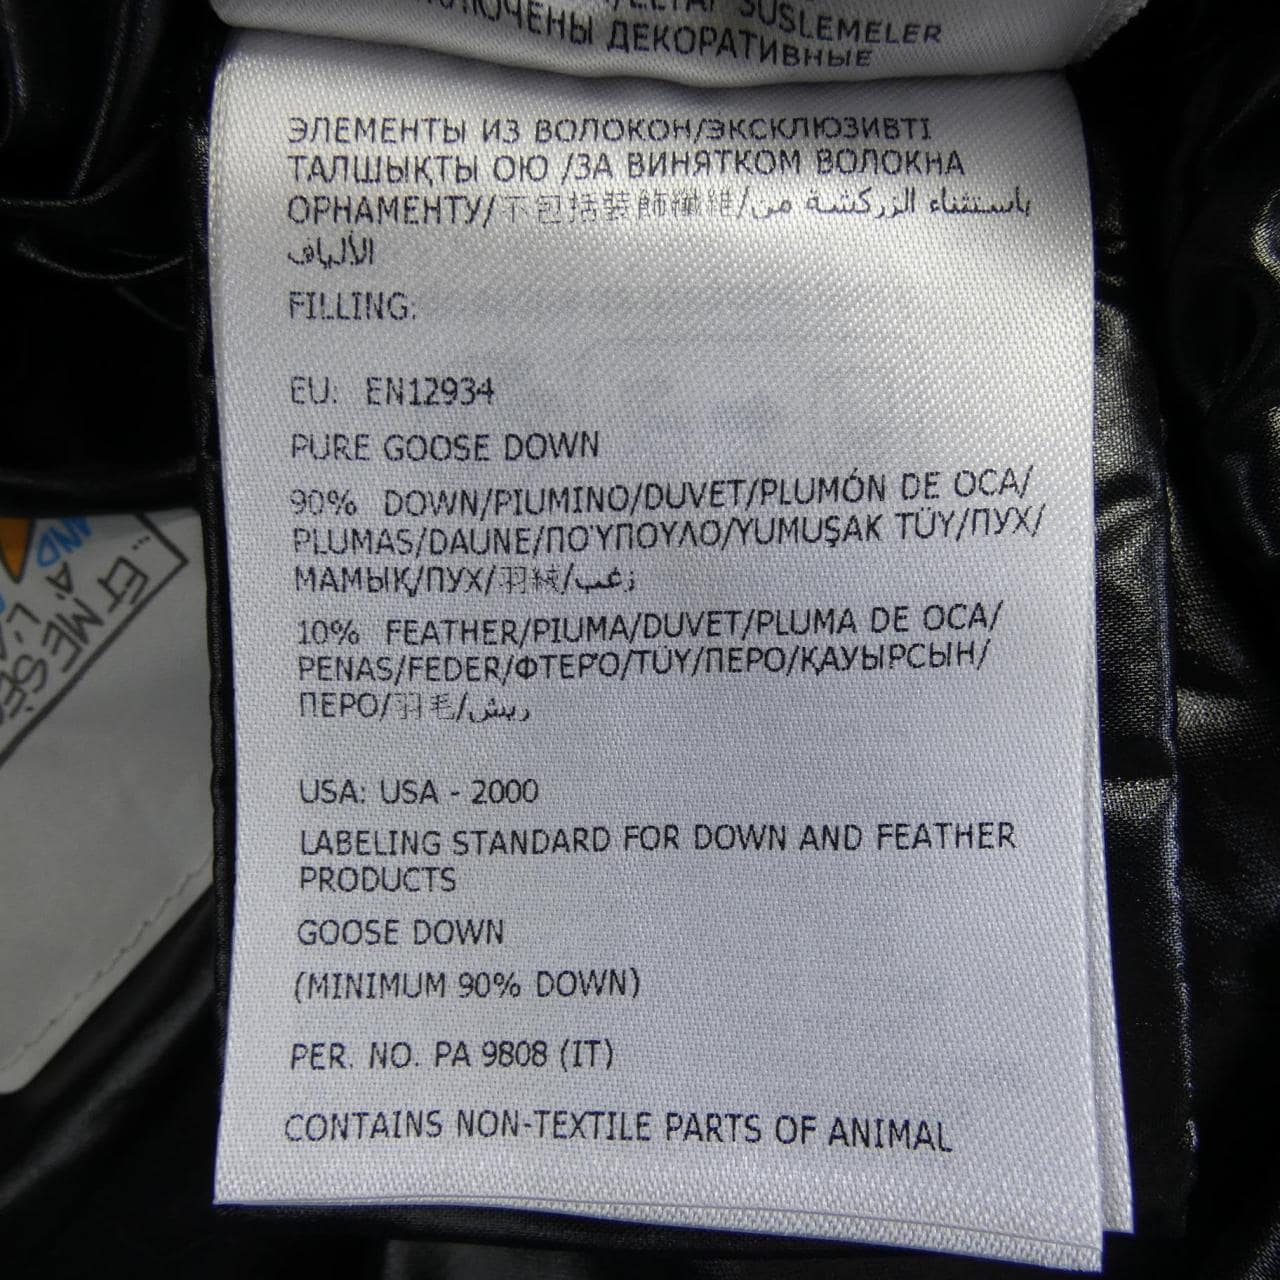 SÜSLEMELER
ДЕКОРАТИВНЫЕ
ЭЛЕМЕНТЫ ИЗ ВОЛОКОН/ЭКСКЛЮЗИВТІ
ТАЛШЫҚТЫ ОЮ /ЗА ВИНЯТКОМ ВОЛОКНА
ОРНАМЕНТУ/不包括裝飾纖維/باستثناء الزركشة من
الألياف
FILLING:
EU: EN12934
PURE GOOSE DOWN
90% DOWN/PIUMINO/DUVET/PLUMÓN DE OCA/
PLUMAS/DAUNE/ΠΟΎΠΟΥΛΟ/YUMUŞAK TÜY/ПУХ/
МАМЫҚ/ПУХ/羽絨/زغب
10% FEATHER/PIUMA/DUVET/PLUMA DE OCA/
PENAS/FEDER/ΦΤΕΡΌ/TÜY/ПЕРО/ҚАУЫРСЫН/
ПЕРО/羽毛/ريش
USA: USA - 2000
LABELING STANDARD FOR DOWN AND FEATHER
PRODUCTS
GOOSE DOWN
(MINIMUM 90% DOWN)
PER. NO. PA 9808 (IT)
CONTAINS NON-TEXTILE PARTS OF ANIMAL
... ET ME